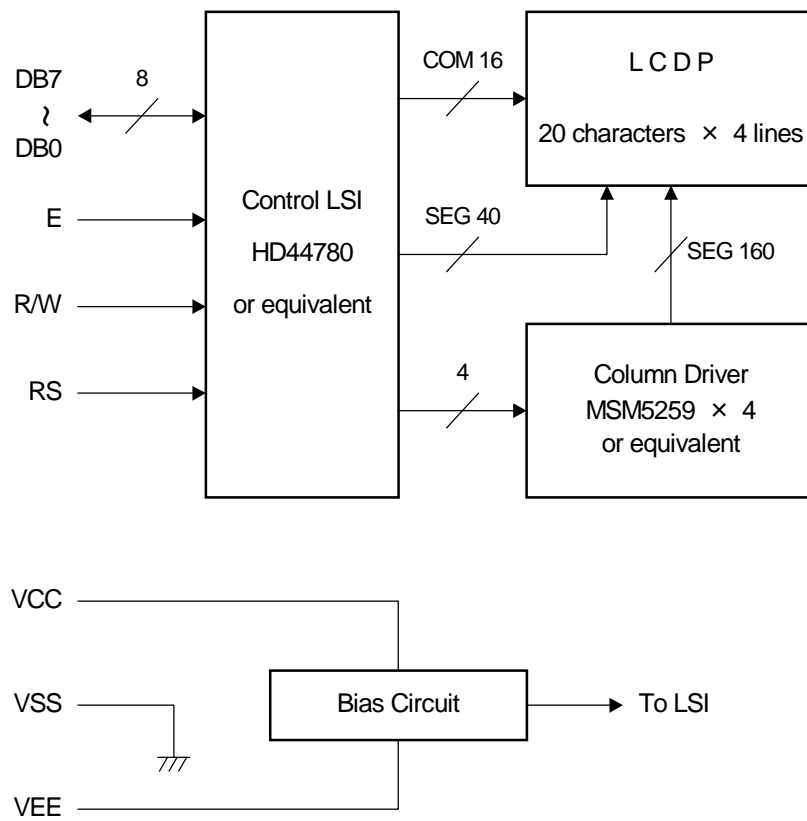 DB7
~
DB0
8
E
R/W
RS
Control LSI
HD44780
or equivalent
COM 16
SEG 40
4
L C D P
20 characters × 4 lines
SEG 160
Column Driver
MSM5259 × 4
or equivalent
VCC
VSS
VEE
Bias Circuit
To LSI